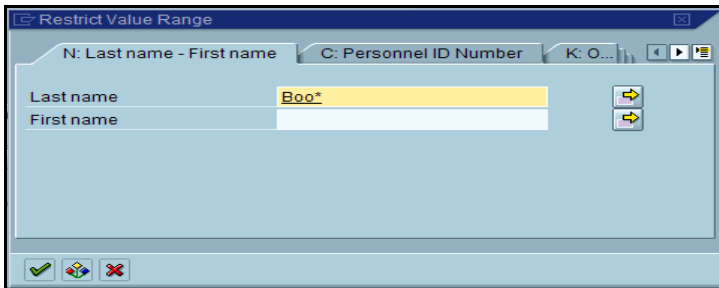 Restrict Value Range
N: Last name - First name C: Personnel ID Number K: O...
Last name Boo*
First name